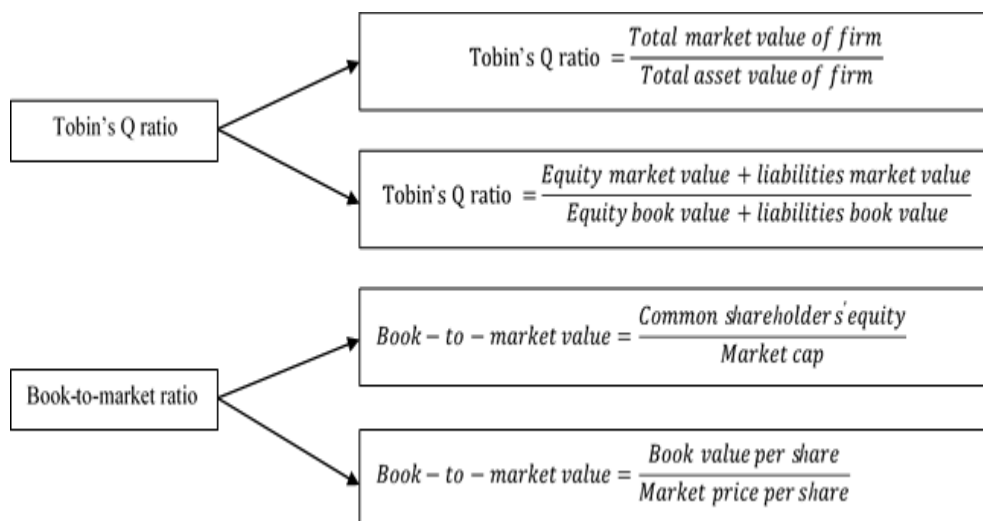 Tobin's Q ratio
Tobin's Q ratio = Total market value of firm / Total asset value of firm
Tobin's Q ratio = Equity market value + liabilities market value / Equity book value + liabilities book value
Book-to-market ratio
Book − to − market value = Common shareholders'equity / Market cap
Book − to − market value = Book value per share / Market price per share